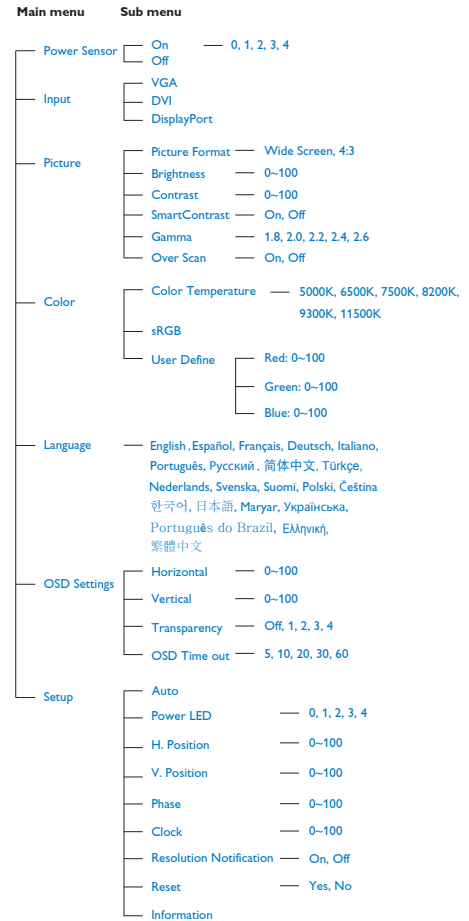 Main menu Sub menu
Power Sensor On 0, 1, 2, 3, 4
Off
Input VGA
DVI
DisplayPort
Picture Picture Format Wide Screen, 4:3
Brightness 0~100
Contrast 0~100
SmartContrast On, Off
Gamma 1.8, 2.0, 2.2, 2.4, 2.6
Over Scan On, Off
Color Color Temperature 5000K, 6500K, 7500K, 8200K,
9300K, 11500K
sRGB
User Define Red: 0~100
Green: 0~100
Blue: 0~100
Language English , Español, Français, Deutsch, Italiano,
Português, Русский , 简体中文, Türkçe,
Nederlands, Svenska, Suomi, Polski, Čeština
한국어, 日本語, Maryar, Українська,
Português do Brazil, Ελληνική,
繁體中文
OSD Settings Horizontal 0~100
Vertical 0~100
Transparency Off, 1, 2, 3, 4
OSD Time out 5, 10, 20, 30, 60
Setup Auto
Power LED 0, 1, 2, 3, 4
H. Position 0~100
V. Position 0~100
Phase 0~100
Clock 0~100
Resolution Notification On, Off
Reset Yes, No
Information